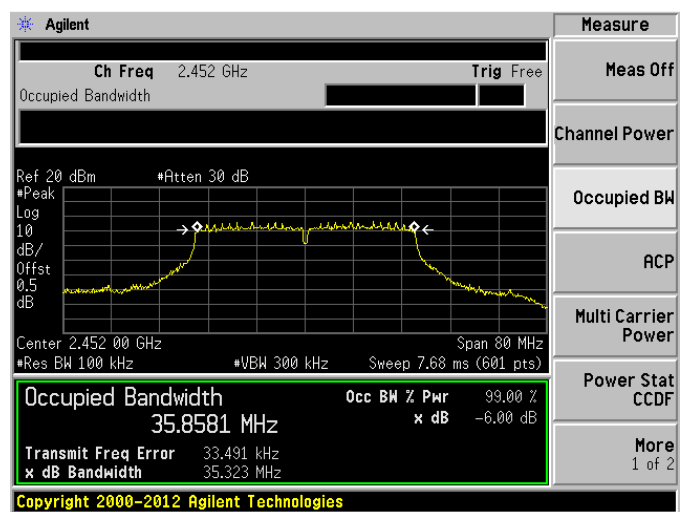 Agilent
Measure
Ch Freq 2.452 GHz Trig Free
Occupied Bandwidth
Meas Off
Channel Power
Occupied BW
ACP
Multi Carrier
Power
Power Stat
CCDF
More
1 of 2
Ref 20 dBm #Atten 30 dB
#Peak
Log
10
dB/
Offst
0.5
dB
Center 2.452 00 GHz Span 80 MHz
#Res BW 100 kHz #VBW 300 kHz Sweep 7.68 ms (601 pts)
Occupied Bandwidth Occ BW % Pwr 99.00 %
35.8581 MHz x dB -6.00 dB
Transmit Freq Error 33.491 kHz
x dB Bandwidth 35.323 MHz
Copyright 2000-2012 Agilent Technologies